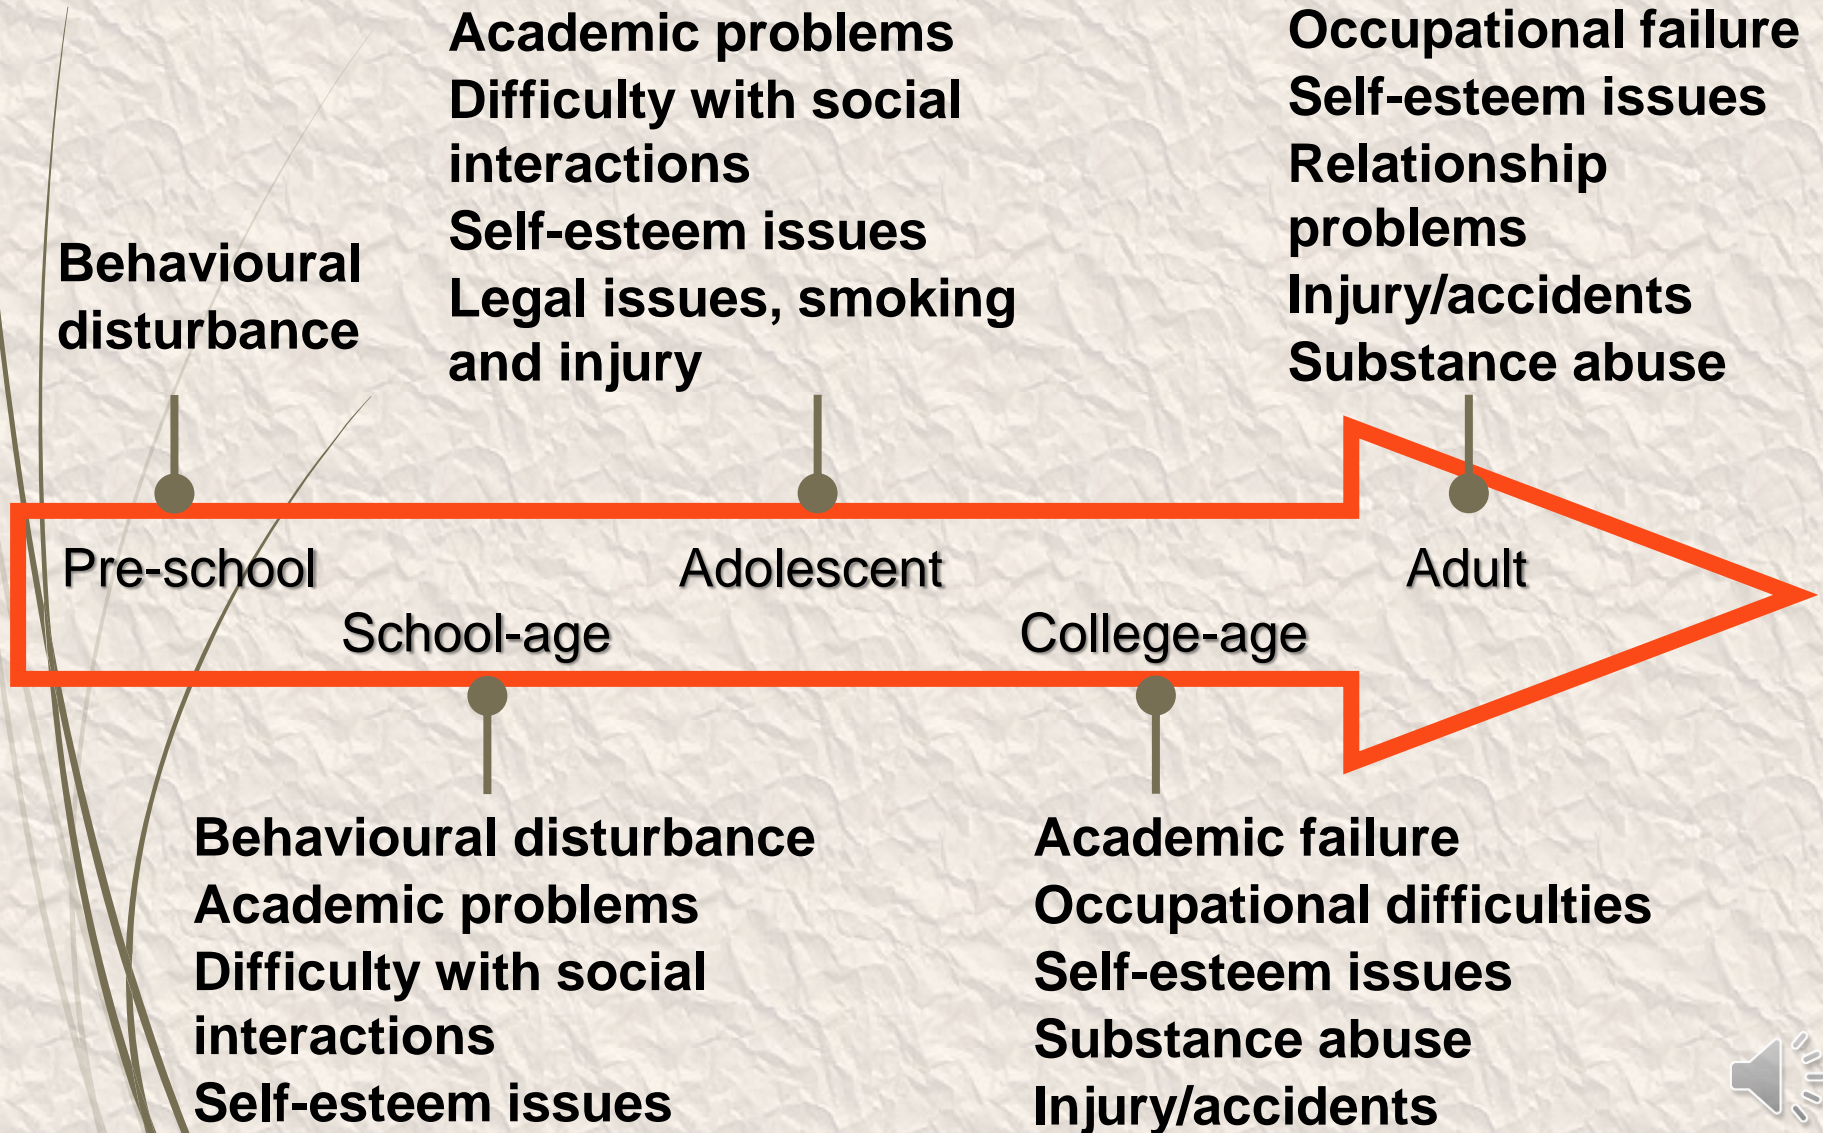 Behavioural
disturbance
Academic problems
Difficulty with social
interactions
Self-esteem issues
Legal issues, smoking
and injury
Occupational failure
Self-esteem issues
Relationship
problems
Injury/accidents
Substance abuse
Pre-school
School-age
Adolescent
College-age
Adult
Behavioural disturbance
Academic problems
Difficulty with social
interactions
Self-esteem issues
Academic failure
Occupational difficulties
Self-esteem issues
Substance abuse
Injury/accidents